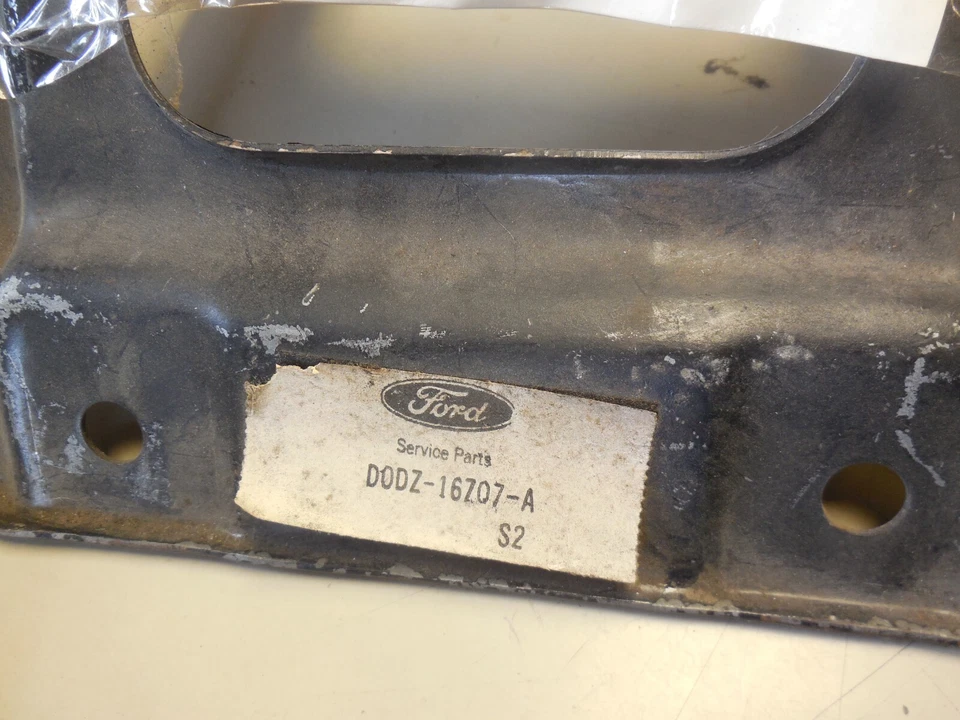 Ford
Service Parts
D0DZ-16Z07-A
S2